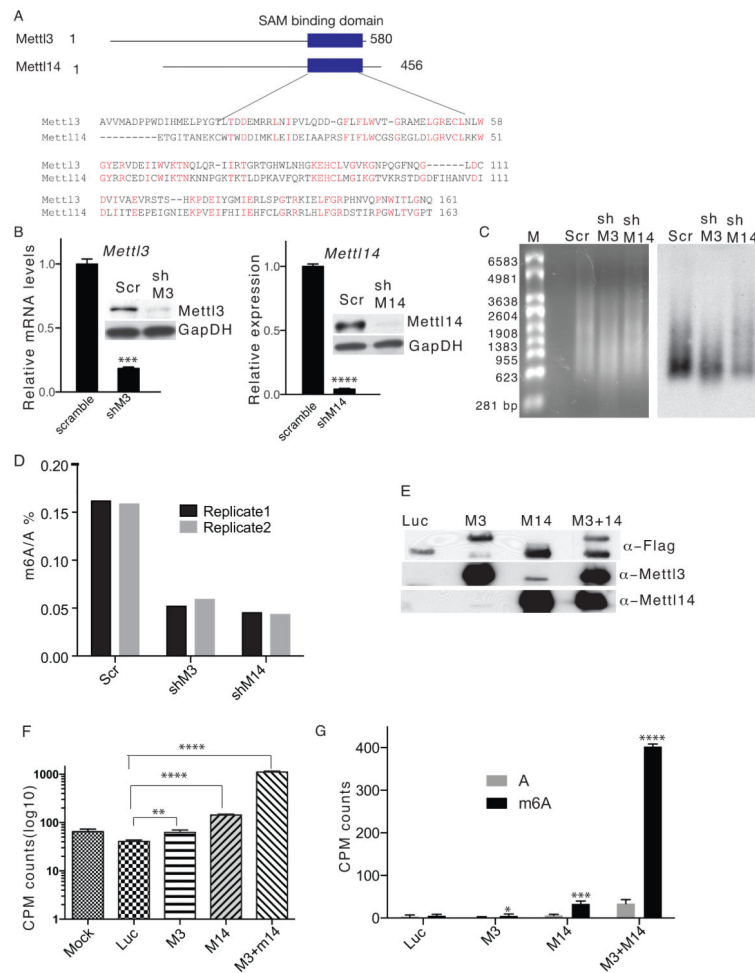 A
SAM binding domain
Mettl3 1 580
Mettl14 1 456
Mettl3 AVVMADPPWDIHMELPYGTLTDDEMRRLNIPVLQDD-GFLFLWVT-GRAMELGRECLNLW 58
Mettl14 ---------ETGITANEKCWTWDDIMKLEIDEIAAPRSFIFLWCGSGEGLDLGRVCLRKW 51
Mettl3 GYERVDEIIWVKTNQLQR-IIRTGRTGHWLNHGKEHCLVGVKGNPQGFNQG------LDC 111
Mettl14 GYRRCEDICWIKTNKNNPGKTKTLDPKAVFQRTKEHCLMGIKGTVKRSTDGDFIHANVDI 111
Mettl3 DVIVAEVRSTS--HKPDEIYGMIERLSPGTRKIELFGRPHNVQPNWITLGNQ 161
Mettl14 DLIITEEPEIGNIEKPVEIFHIIEHFCLGRRRLHLFGRDSTIRPGWLTVGPT 163
B
Mettl3
Relative mRNA levels
1.0
0.5
0.0
Scr sh M3
Mettl3
GapDH
***
scramble
shM3
Mettl14
Relative expression
1.0
0.5
0.0
Scr sh M14
Mettl14
GapDH
****
scramble
shM14
C
M Scr sh M3 sh M14 Scr sh M3 sh M14
6583
4981
3638
2604
1908
1383
955
623
281 bp
D
m6A/A %
0.20
0.15
0.10
0.05
0.00
Replicate1
Replicate2
Scr
shM3
shM14
E
Luc M3 M14 M3+14
α-Flag
α-Mettl3
α-Mettl14
F
CPM counts(log10)
1000
100
10
1
****
****
**
Mock
Luc
M3
M14
M3+m14
G
CPM counts
400
300
200
100
0
A
m6A
*
***
****
Luc
M3
M14
M3+M14